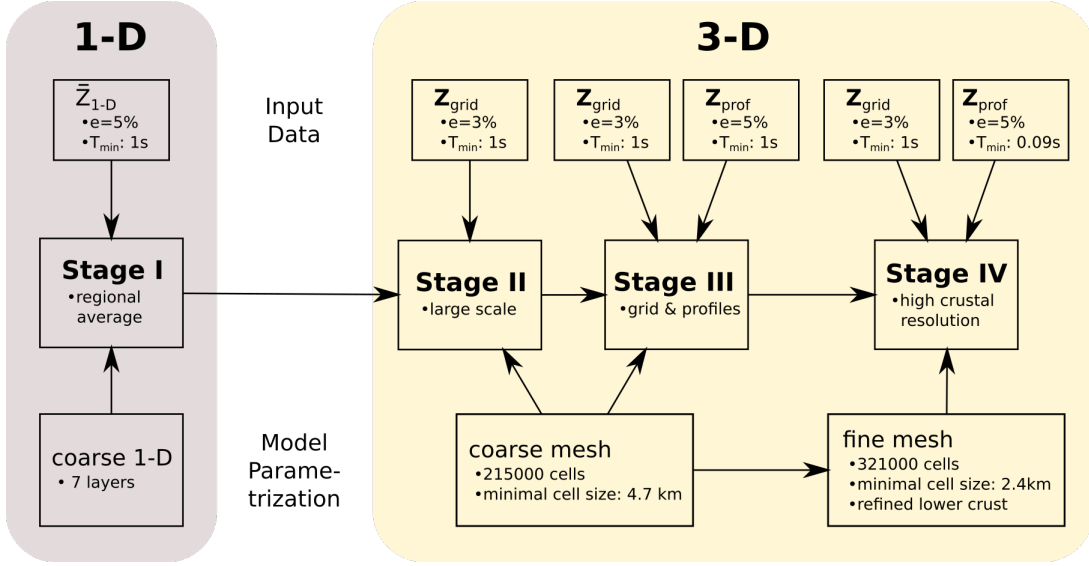 1-D
3-D
Z̄1-D
•e=5%
•Tmin: 1s
Input
Data
Zgrid
•e=3%
•Tmin: 1s
Zgrid
•e=3%
•Tmin: 1s
Zprof
•e=5%
•Tmin: 1s
Zgrid
•e=3%
•Tmin: 1s
Zprof
•e=5%
•Tmin: 0.09s
Stage I
•regional
average
Stage II
•large scale
Stage III
•grid & profiles
Stage IV
•high crustal
resolution
coarse 1-D
• 7 layers
Model
Parame-
trization
coarse mesh
•215000 cells
•minimal cell size: 4.7 km
fine mesh
•321000 cells
•minimal cell size: 2.4km
•refined lower crust